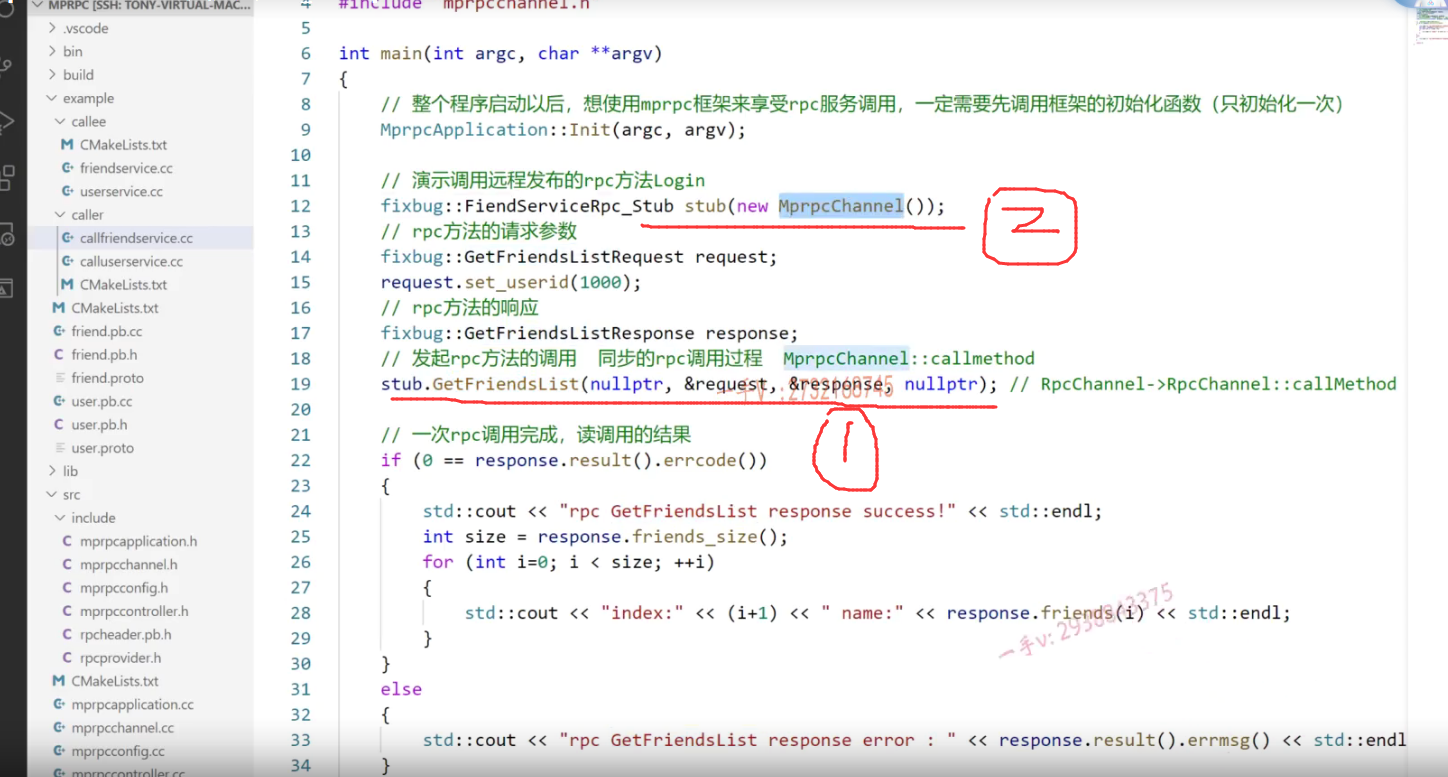 MPRPC [SSH: TONY-VIRTUAL-MAC...
.vscode
bin
build
example
callee
CMakeLists.txt
friendservice.cc
userservice.cc
caller
callfriendservice.cc
calluserservice.cc
CMakeLists.txt
CMakeLists.txt
friend.pb.cc
friend.pb.h
friend.proto
user.pb.cc
user.pb.h
user.proto
lib
src
include
mprpcapplication.h
mprpcchannel.h
mprpcconfig.h
mprpccontroller.h
rpcheader.pb.h
rpcprovider.h
CMakeLists.txt
mprpcapplication.cc
mprpcchannel.cc
mprpcconfig.cc
mprpccontroller.cc
4 #include "mprpcchannel.h"
5
6 int main(int argc, char **argv)
7 {
8 // 整个程序启动以后，想使用mprpc框架来享受rpc服务调用，一定需要先调用框架的初始化函数（只初始化一次）
9 MprpcApplication::Init(argc, argv);
10
11 // 演示调用远程发布的rpc方法Login
12 fixbug::FiendServiceRpc_Stub stub(new MprpcChannel());
2
13 // rpc方法的请求参数
14 fixbug::GetFriendsListRequest request;
15 request.set_userid(1000);
16 // rpc方法的响应
17 fixbug::GetFriendsListResponse response;
18 // 发起rpc方法的调用 同步的rpc调用过程 MprpcChannel::callmethod
19 stub.GetFriendsList(nullptr, &request, &response, nullptr); // RpcChannel->RpcChannel::callMethod
1
20
21 // 一次rpc调用完成，读调用的结果
22 if (0 == response.result().errcode())
23 {
24 std::cout << "rpc GetFriendsList response success!" << std::endl;
25 int size = response.friends_size();
26 for (int i=0; i < size; ++i)
27 {
28 std::cout << "index:" << (i+1) << " name:" << response.friends(i) << std::endl;
29 }
30 }
31 else
32 {
33 std::cout << "rpc GetFriendsList response error : " << response.result().errmsg() << std::endl
34 }